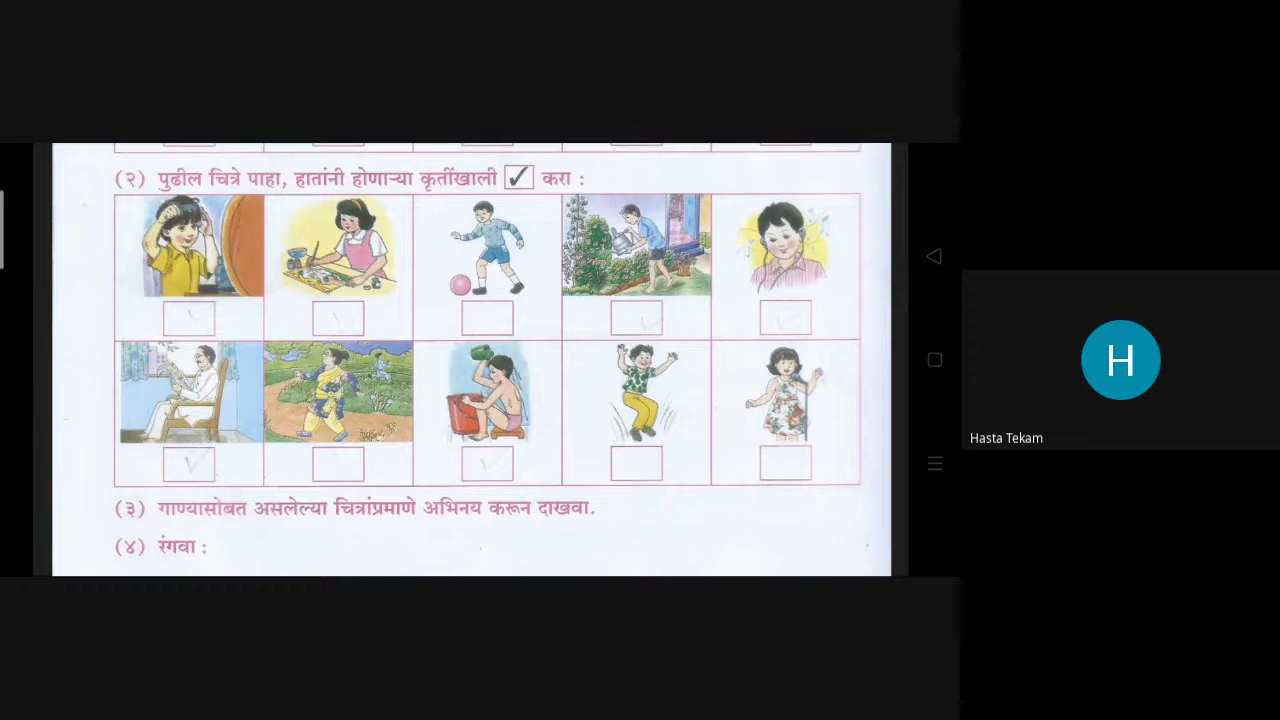 (२) पुढील चित्रे पाहा, हातांनी होणाऱ्या कृतींखाली ✓ करा :
(३) गाण्यासोबत असलेल्या चित्रांप्रमाणे अभिनय करून दाखवा.
(४) रंगवा :
H
Hasta Tekam